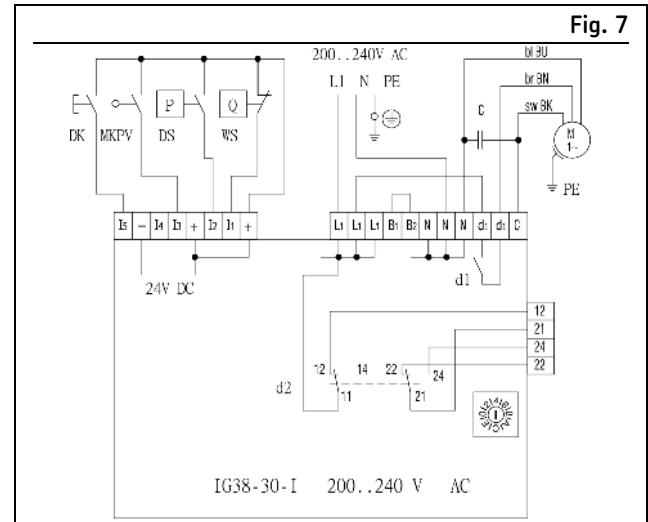 Fig. 7
200..240V AC
L1 N PE
bl BU
br BN
sw BK
C
M
1~
PE
DK MKPV P DS Q WS
I5 - I4 I3 + I2 I1 +
L1 L1 L1 B1 B2 N N N d1 d1 C
24V DC
d1
12
21
24
22
d2
12 14 22 24
11 21
IG38-30-I 200..240 V AC